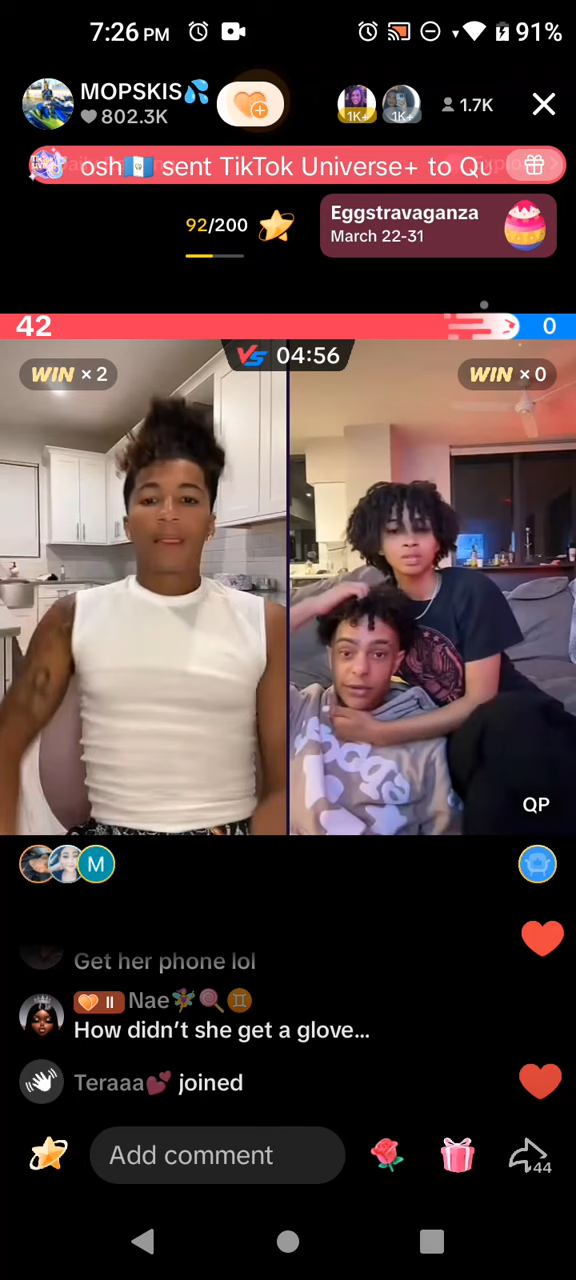 7:26 PM
91%
MOPSKIS💦
802.3K
1K+
1K+
1.7K
osh🇬🇹 sent TikTok Universe+ to Qu
92/200
Eggstravaganza
March 22-31
42
0
VS 04:56
WIN × 2
WIN × 0
QP
M
Get her phone lol
II Nae🧚🍭♊
How didn't she get a glove...
Teraaa💕 joined
Add comment
44